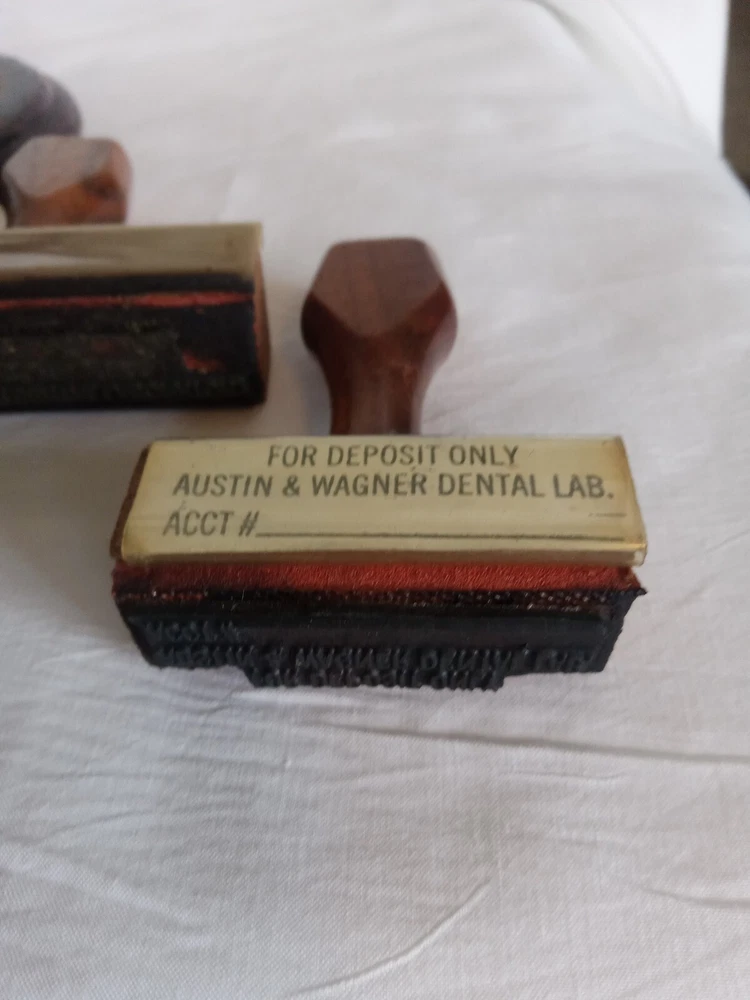 FOR DEPOSIT ONLY
AUSTIN & WAGNER DENTAL LAB.
ACCT #